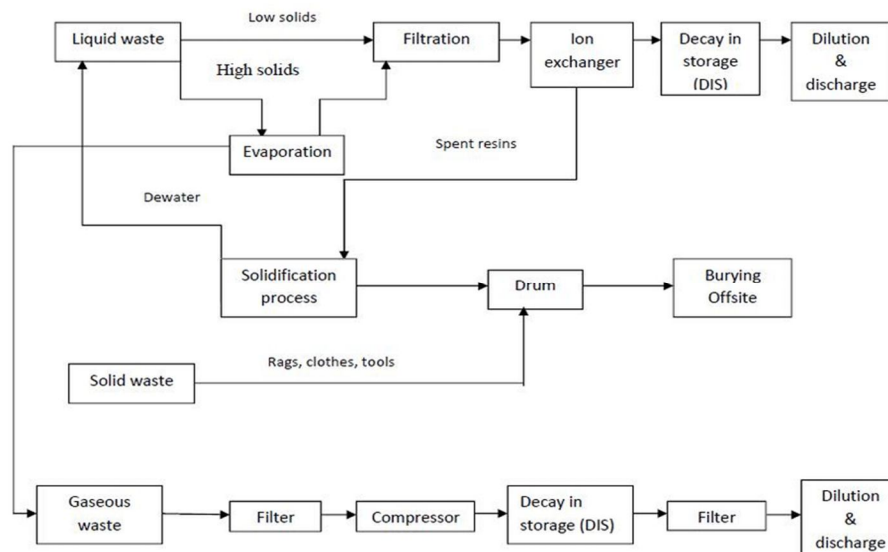 Low solids
Liquid waste
Filtration
Ion
exchanger
Decay in
storage
(DIS)
Dilution
&
discharge
High solids
Evaporation
Spent resins
Dewater
Solidification
process
Drum
Burying
Offsite
Rags, clothes, tools
Solid waste
Gaseous
waste
Filter
Compressor
Decay in
storage (DIS)
Filter
Dilution
&
discharge